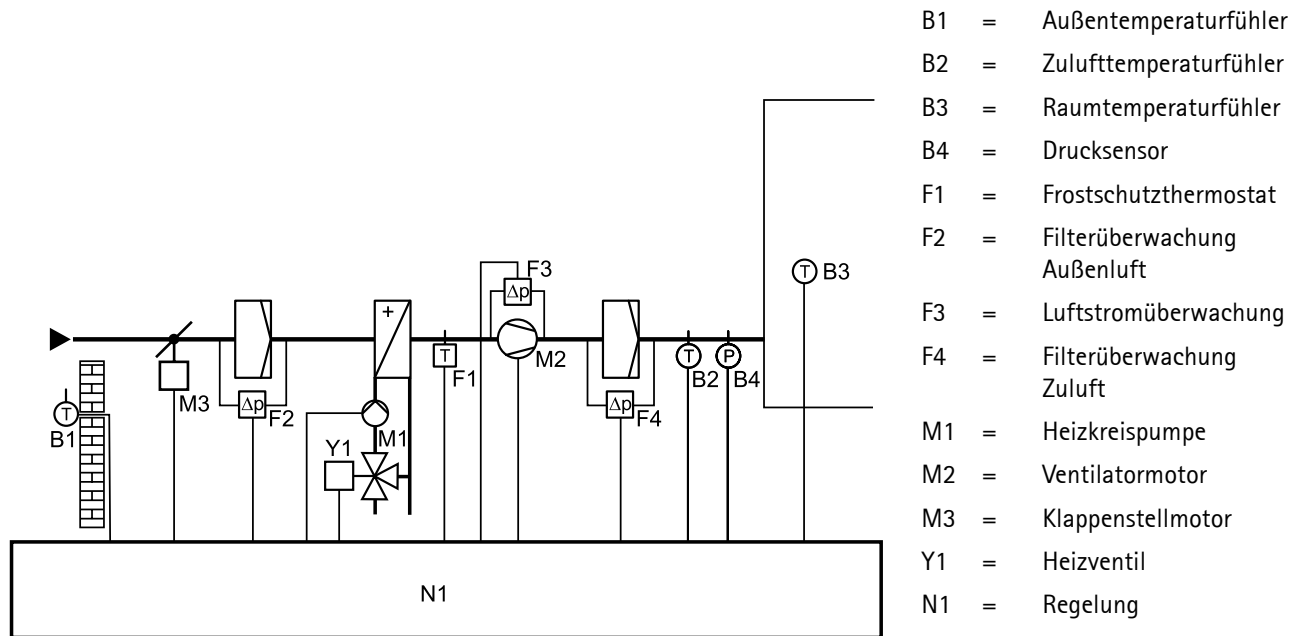 B1 = Außentemperaturfühler
B2 = Zulufttemperaturfühler
B3 = Raumtemperaturfühler
B4 = Drucksensor
F1 = Frostschutzthermostat
F2 = Filterüberwachung
Außenluft
F3 = Luftstromüberwachung
F4 = Filterüberwachung
Zuluft
M1 = Heizkreispumpe
M2 = Ventilatormotor
M3 = Klappenstellmotor
Y1 = Heizventil
N1 = Regelung
F3
Δp
T B3
+
M2
T
F1
T
B2
P
B4
M3
Δp
F2
Δp
F4
T
B1
M1
Y1
N1